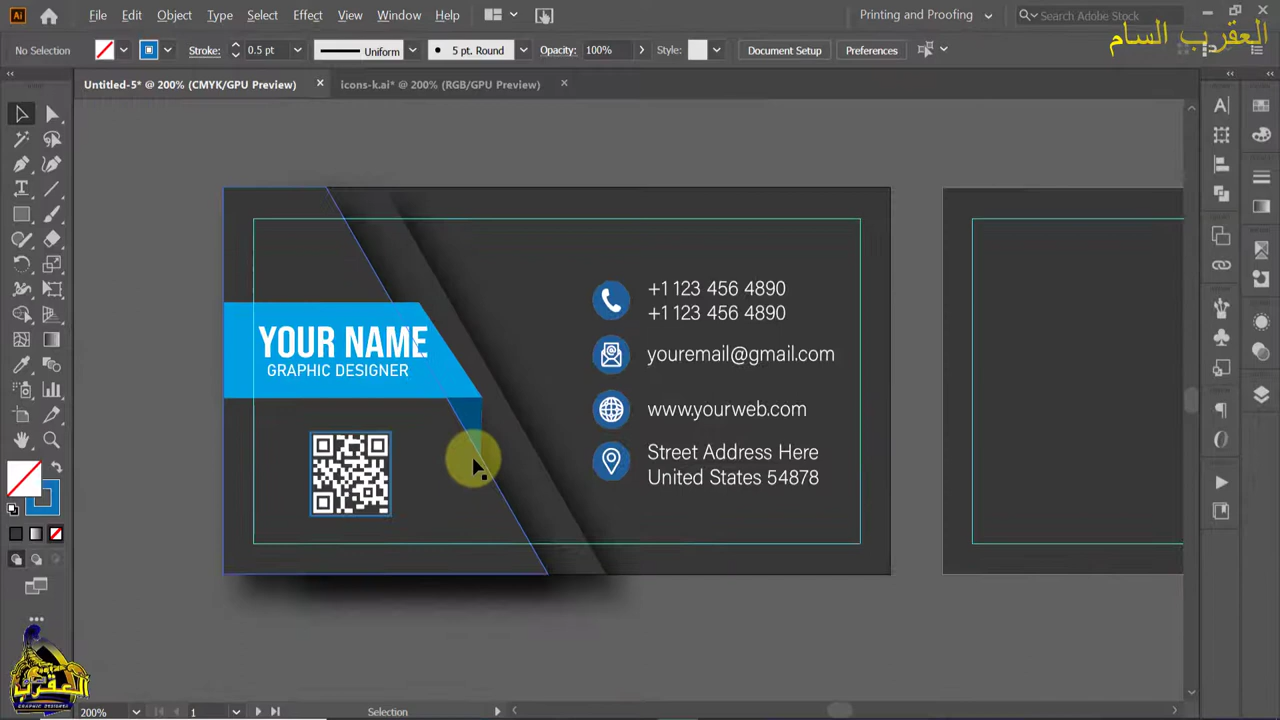 File Edit Object Type Select Effect View Window Help
Printing and Proofing
Search Adobe Stock
العقرب السام
No Selection
Stroke: 0.5 pt
Uniform
5 pt. Round
Opacity: 100%
Style:
Document Setup
Preferences
Untitled-5* @ 200% (CMYK/GPU Preview)
icons-k.ai* @ 200% (RGB/GPU Preview)
YOUR NAME
GRAPHIC DESIGNER
+1 123 456 4890
+1 123 456 4890
youremail@gmail.com
www.yourweb.com
Street Address Here
United States 54878
العقرب
GRAPHIC DESIGNER
200%
1
Selection